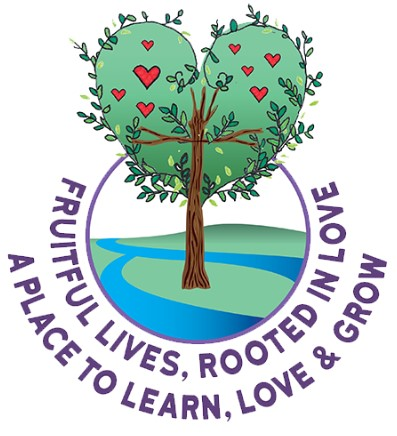 FRUITFUL LIVES, ROOTED IN LOVE
A PLACE TO LEARN, LOVE & GROW